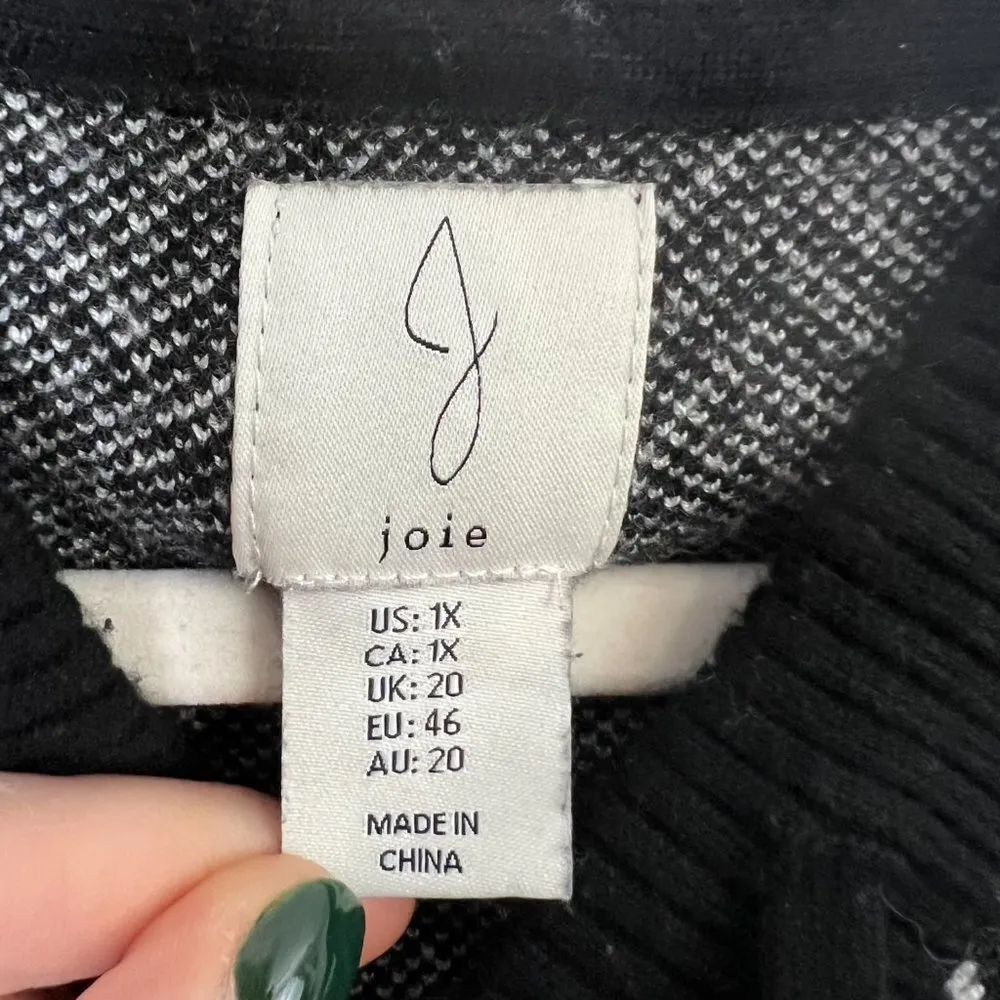 joie
US: 1X
CA: 1X
UK: 20
EU: 46
AU: 20
MADE IN
CHINA